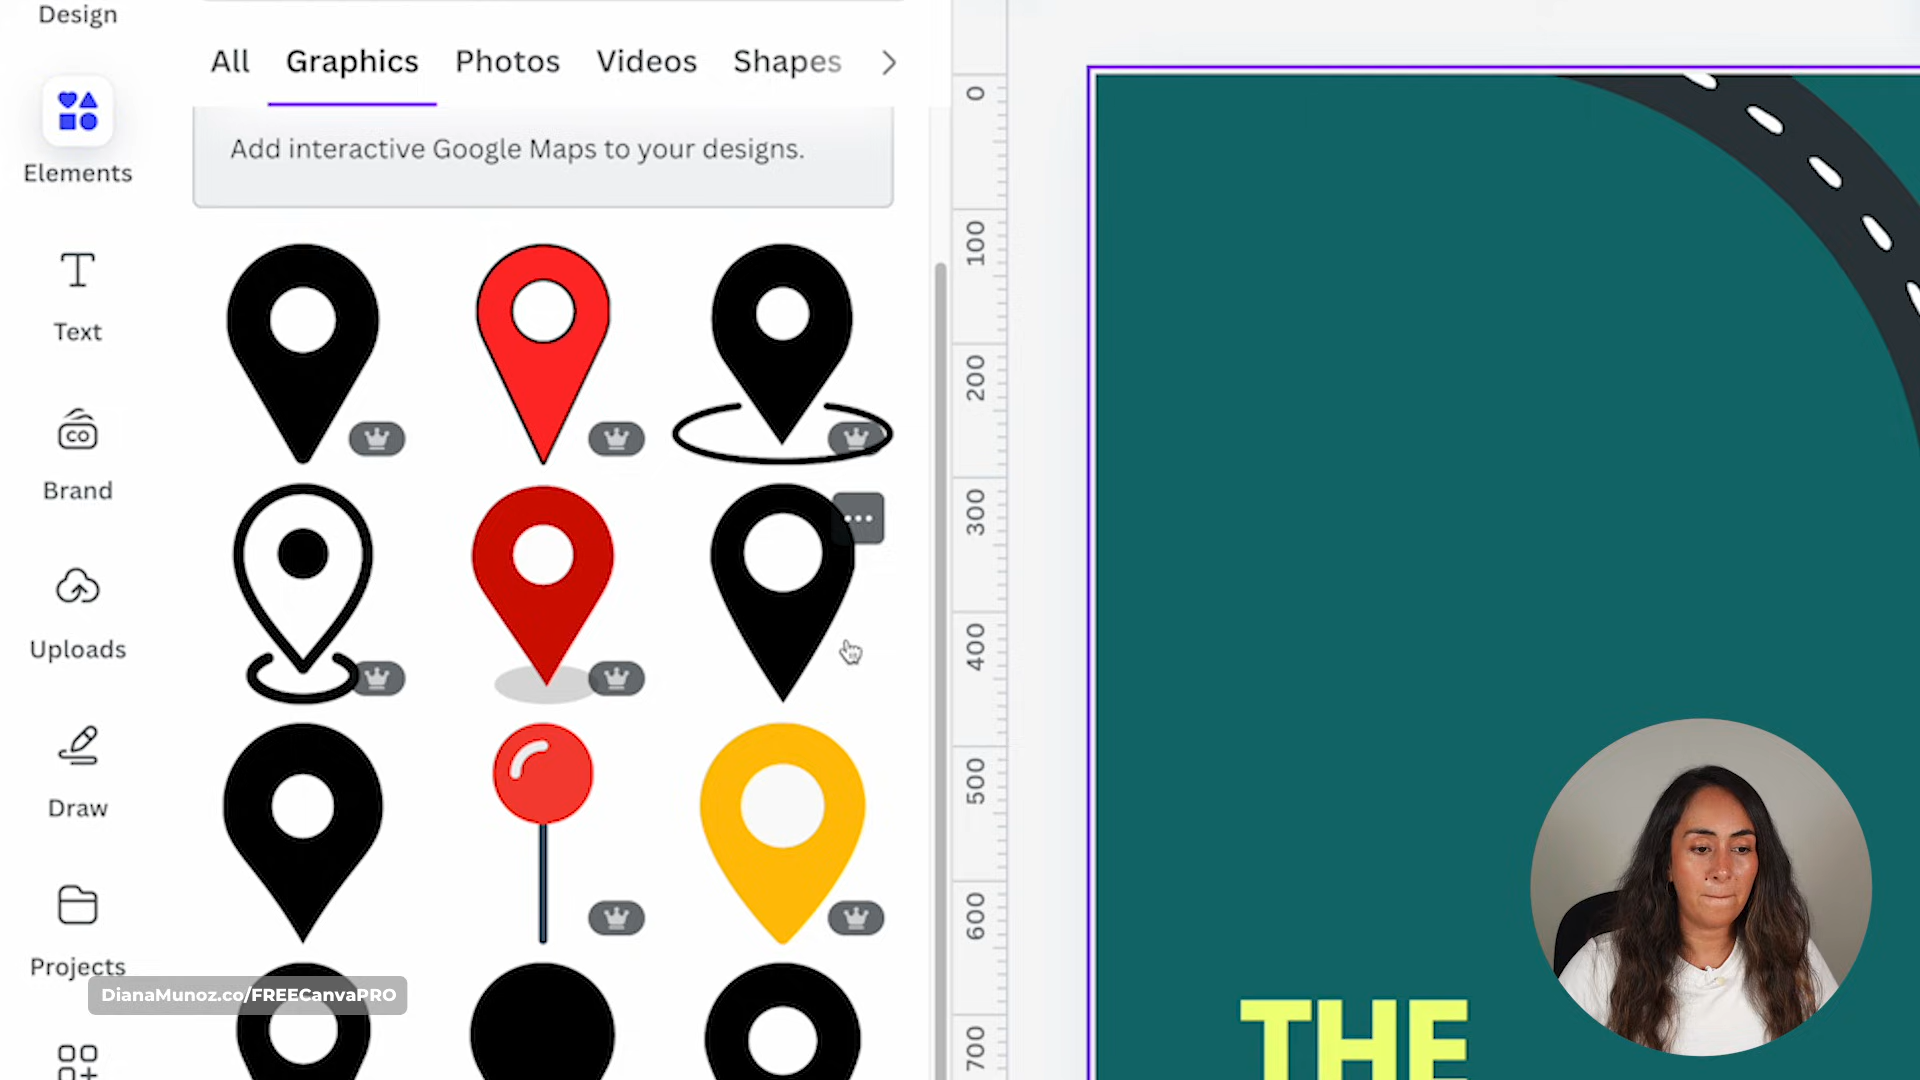 Design
All Graphics Photos Videos Shapes
Add interactive Google Maps to your designs.
Elements
Text
Brand
CO
Uploads
Draw
Projects
DianaMunoz.co/FREECanvaPRO
0
100
200
300
400
500
600
700
THE